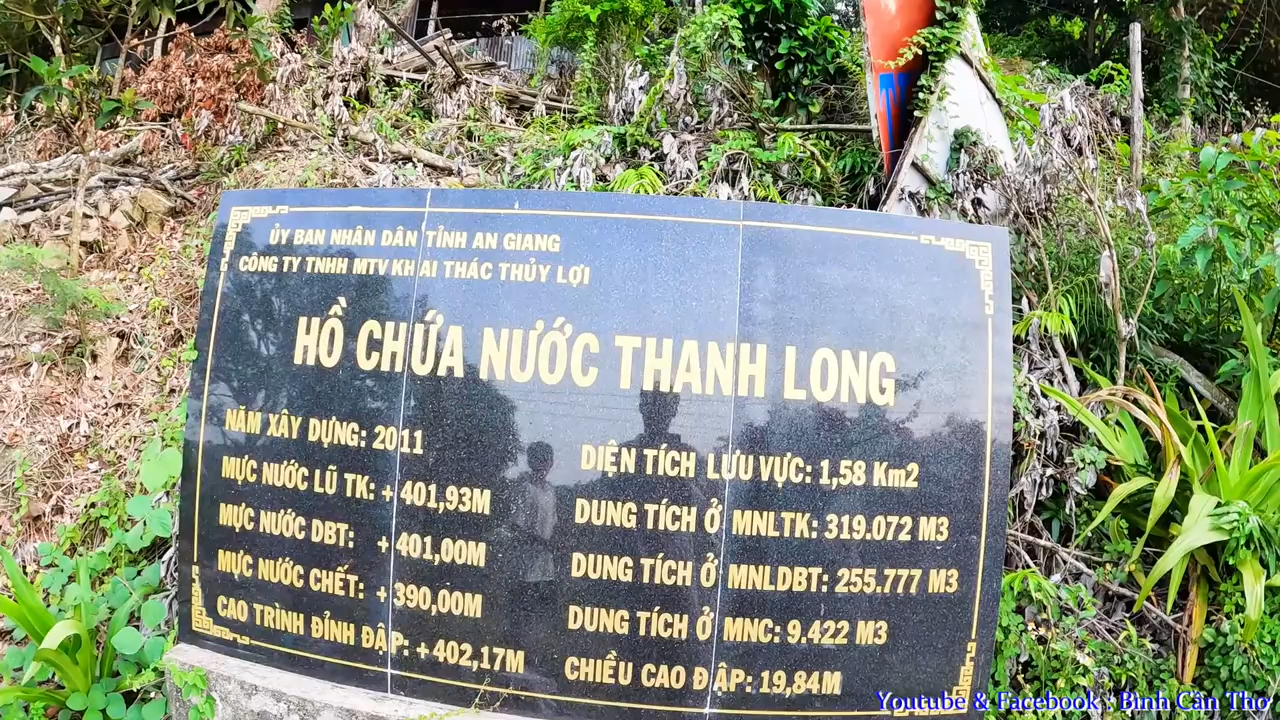 ỦY BAN NHÂN DÂN TỈNH AN GIANG
CÔNG TY TNHH MTV KHAI THÁC THỦY LỢI
HỒ CHỨA NƯỚC THANH LONG
NĂM XÂY DỰNG: 2011
MỰC NƯỚC LŨ TK: + 401,93M
MỰC NƯỚC DBT: + 401,00M
MỰC NƯỚC CHẾT: + 390,00M
CAO TRÌNH ĐỈNH ĐẬP: + 402,17M
DIỆN TÍCH LƯU VỰC: 1,58 Km2
DUNG TÍCH Ở MNLTK: 319.072 M3
DUNG TÍCH Ở MNLDBT: 255.777 M3
DUNG TÍCH Ở MNC: 9.422 M3
CHIỀU CAO ĐẬP: 19,84M
Youtube & Facebook : Bình Cần Thơ